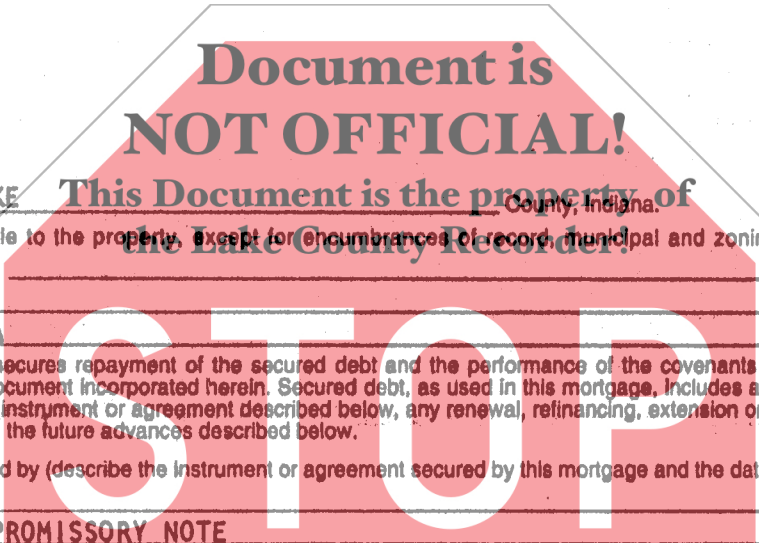 Document is
NOT OFFICIAL!
This Document is the property of
the Lake County Recorder!
KE County, Indiana.
le to the property, except for encumbrances of record, municipal and zonin
ecures repayment of the secured debt and the performance of the covenants
ocument incorporated herein. Secured debt, as used in this mortgage, includes a
instrument or agreement described below, any renewal, refinancing, extension or
the future advances described below.
d by (describe the instrument or agreement secured by this mortgage and the dat
STOP
PROMISSORY NOTE